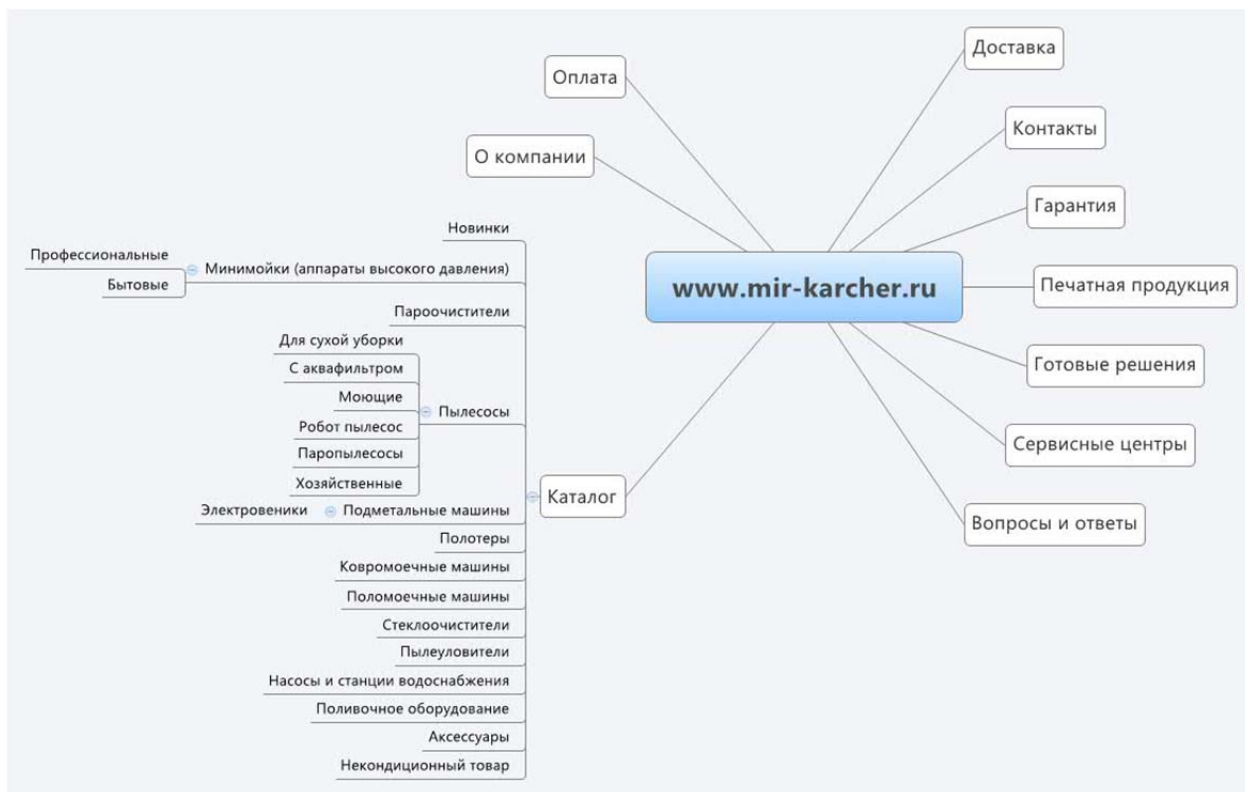 Доставка
Оплата
Контакты
О компании
Гарантия
Новинки
Профессиональные
Минимойки (аппараты высокого давления)
Бытовые
www.mir-karcher.ru
Печатная продукция
Пароочистители
Для сухой уборки
С аквафильтром
Моющие
Пылесосы
Робот пылесос
Паропылесосы
Хозяйственные
Готовые решения
Сервисные центры
Каталог
Электровеники
Подметальные машины
Вопросы и ответы
Полотеры
Ковромоечные машины
Поломоечные машины
Стеклоочистители
Пылеуловители
Насосы и станции водоснабжения
Поливочное оборудование
Аксессуары
Некондиционный товар